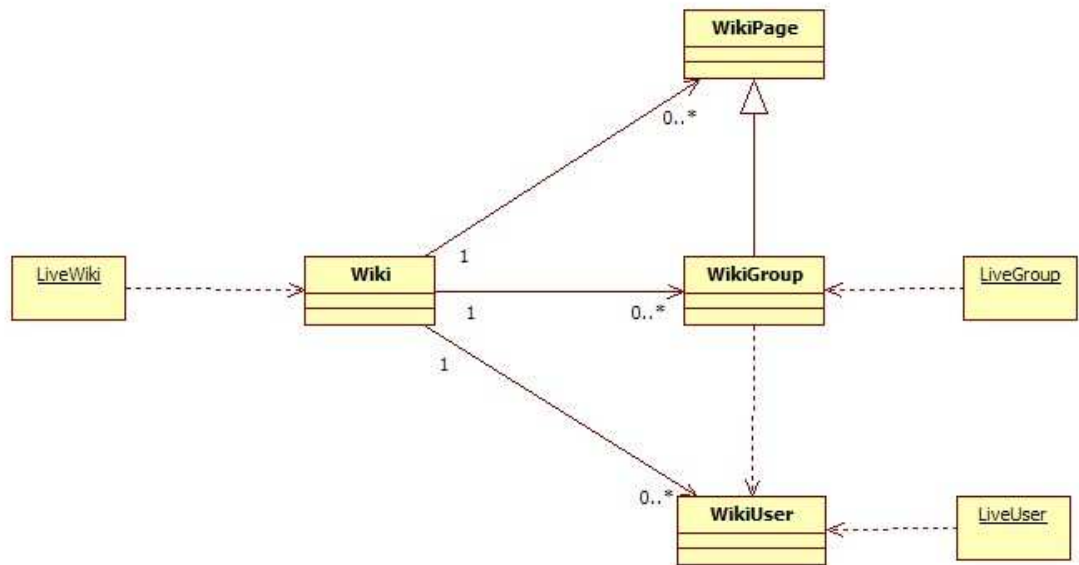 WikiPage
0..*
1
LiveWiki
Wiki
WikiGroup
LiveGroup
1
0..*
1
0..*
WikiUser
LiveUser